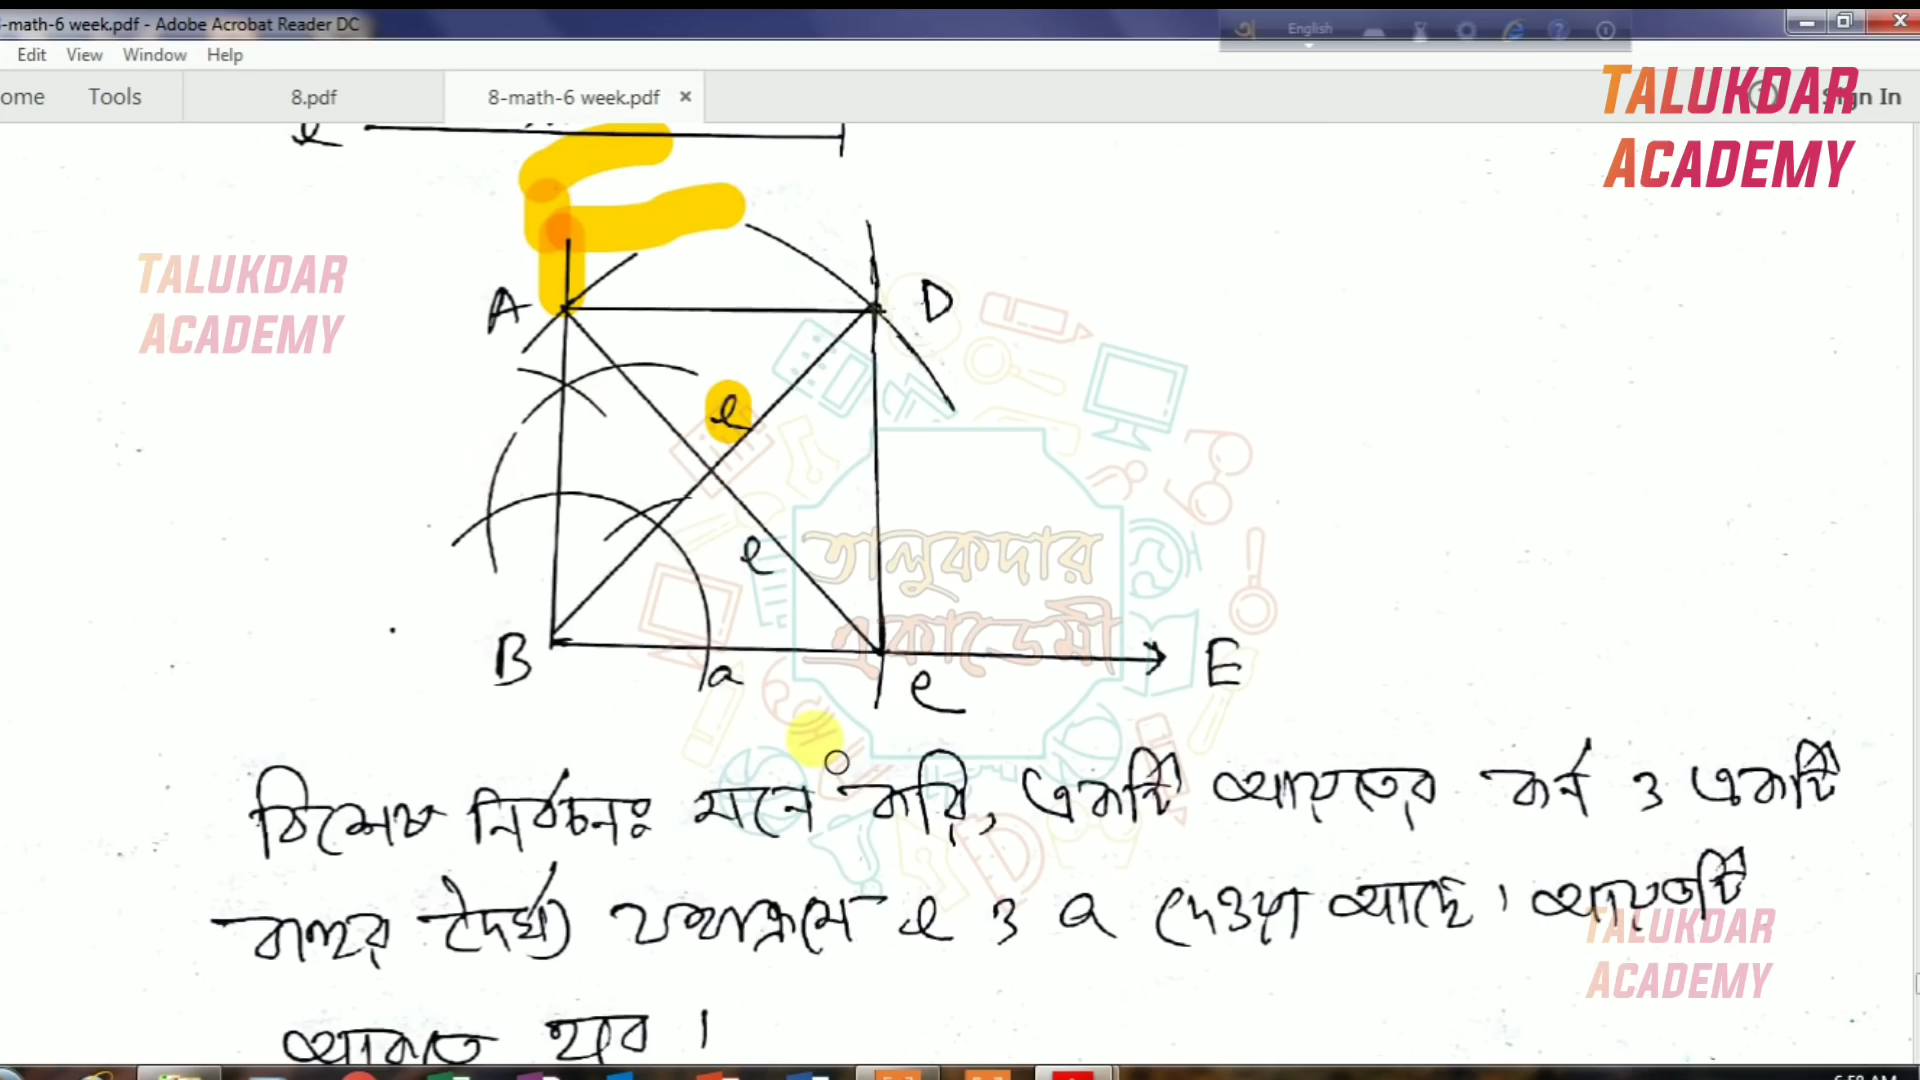 8-math-6 week.pdf - Adobe Acrobat Reader DC
English
Edit View Window Help
ome Tools 8.pdf 8-math-6 week.pdf × Sign In
TALUKDAR
ACADEMY
e
TALUKDAR
ACADEMY
A D
e
e
B a C E
তালুকদার
একাডেমী
বিশেষ নির্বচনঃ মনে করি, একটি আয়তের কর্ণ ও একটি
বাহুর দৈর্ঘ্য যথাক্রমে e ও a দেওয়া আছে। আয়তটি
TALUKDAR
ACADEMY
আঁকতে হবে।